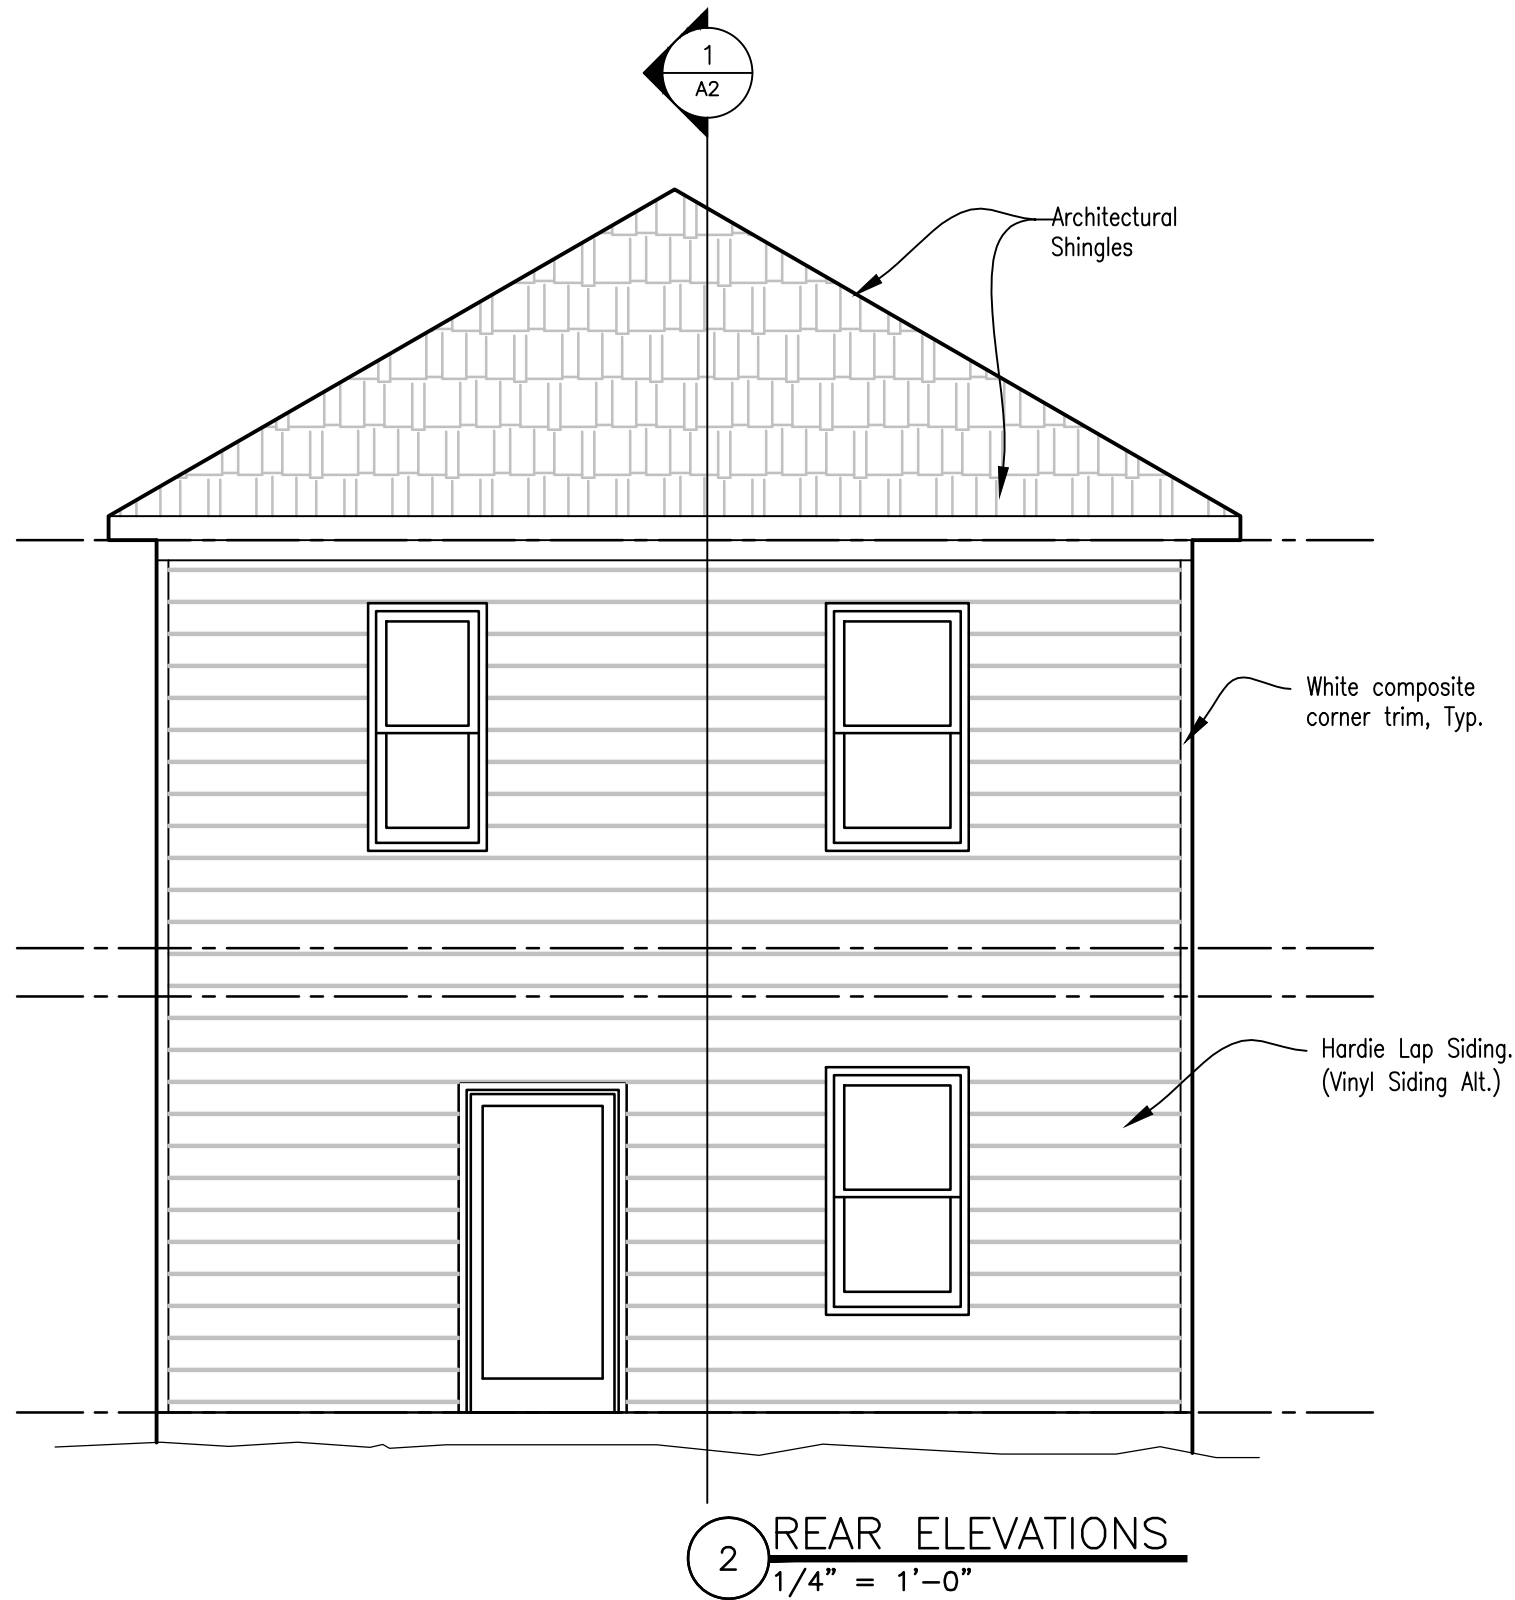 1
A2
Architectural
Shingles
White composite
corner trim, Typ.
Hardie Lap Siding.
(Vinyl Siding Alt.)
2
REAR ELEVATIONS
1/4" = 1'-0"